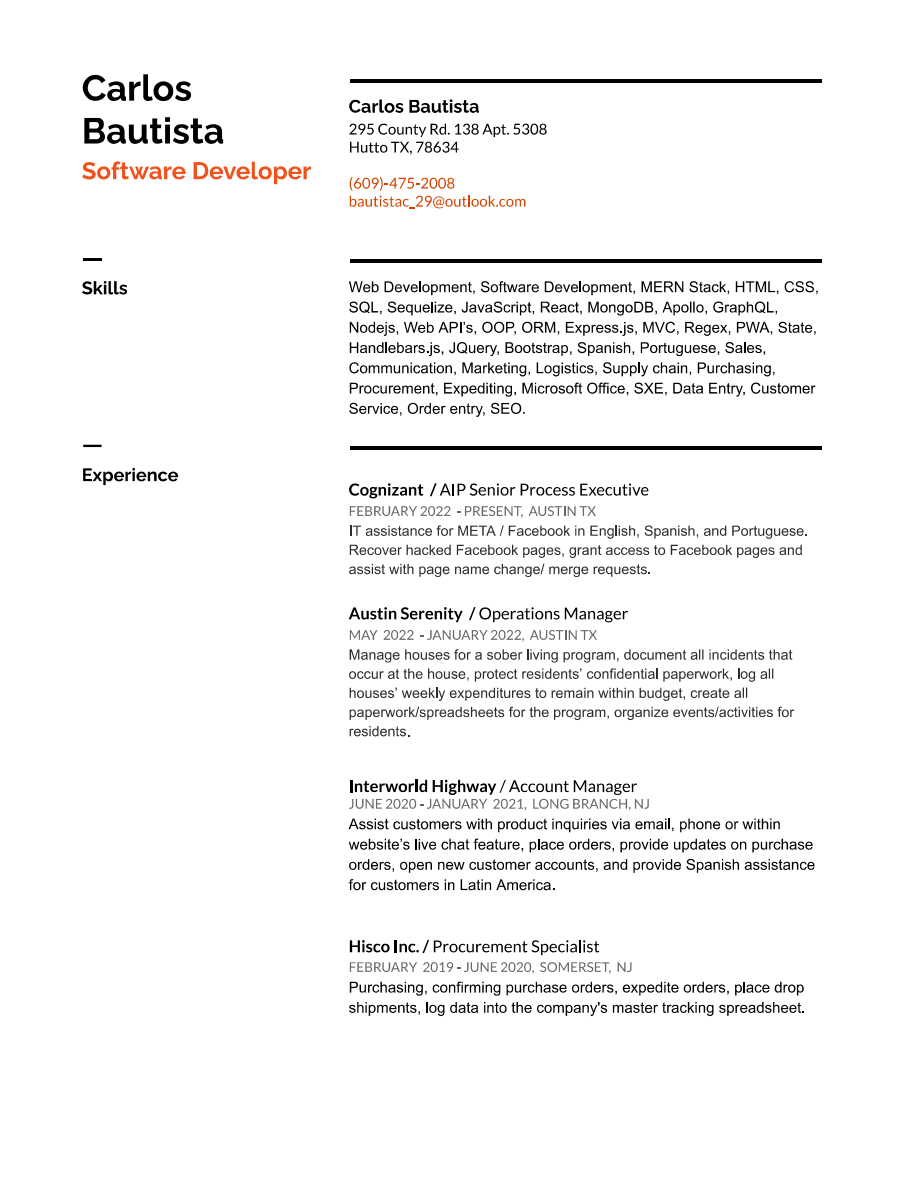 Carlos
Bautista
Software Developer
Carlos Bautista
295 County Rd. 138 Apt. 5308
Hutto TX, 78634
(609)-475-2008
bautistac_29@outlook.com
Skills
Web Development, Software Development, MERN Stack, HTML, CSS,
SQL, Sequelize, JavaScript, React, MongoDB, Apollo, GraphQL,
Nodejs, Web API's, OOP, ORM, Express.js, MVC, Regex, PWA, State,
Handlebars.js, JQuery, Bootstrap, Spanish, Portuguese, Sales,
Communication, Marketing, Logistics, Supply chain, Purchasing,
Procurement, Expediting, Microsoft Office, SXE, Data Entry, Customer
Service, Order entry, SEO.
Experience
Cognizant / AIP Senior Process Executive
FEBRUARY 2022 - PRESENT, AUSTIN TX
IT assistance for META / Facebook in English, Spanish, and Portuguese.
Recover hacked Facebook pages, grant access to Facebook pages and
assist with page name change/ merge requests.
Austin Serenity / Operations Manager
MAY 2022 - JANUARY 2022, AUSTIN TX
Manage houses for a sober living program, document all incidents that
occur at the house, protect residents’ confidential paperwork, log all
houses’ weekly expenditures to remain within budget, create all
paperwork/spreadsheets for the program, organize events/activities for
residents.
Interworld Highway / Account Manager
JUNE 2020 - JANUARY 2021, LONG BRANCH, NJ
Assist customers with product inquiries via email, phone or within
website’s live chat feature, place orders, provide updates on purchase
orders, open new customer accounts, and provide Spanish assistance
for customers in Latin America.
Hisco Inc. / Procurement Specialist
FEBRUARY 2019 - JUNE 2020, SOMERSET, NJ
Purchasing, confirming purchase orders, expedite orders, place drop
shipments, log data into the company's master tracking spreadsheet.